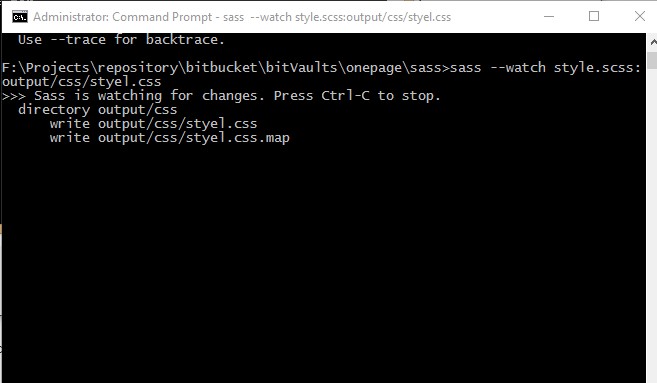 Administrator: Command Prompt - sass  --watch style.scss:output/css/styel.css
Use --trace for backtrace.
F:\Projects\repository\bitbucket\bitVaults\onepage\sass>sass --watch style.scss:
output/css/styel.css
>>> Sass is watching for changes. Press Ctrl-C to stop.
directory output/css
write output/css/styel.css
write output/css/styel.css.map